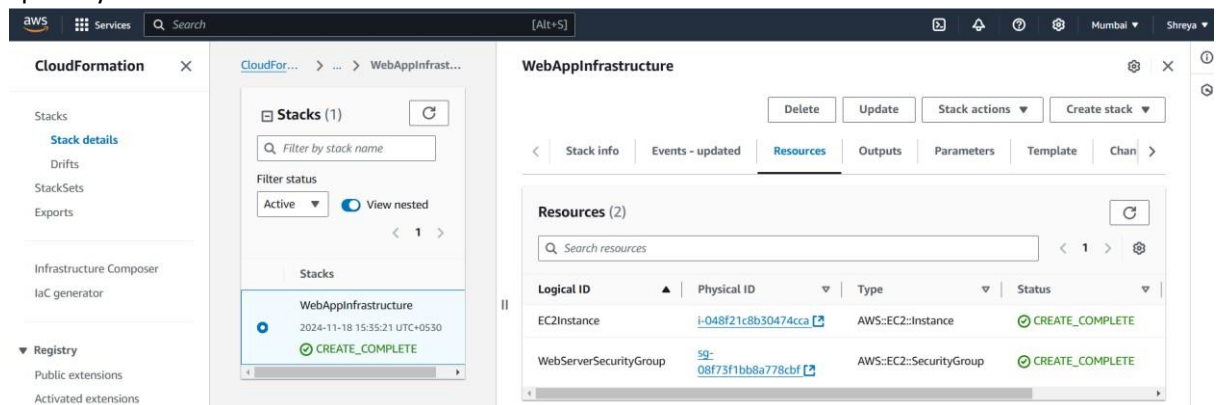 aws Services Search [Alt+S] Mumbai Shreya
CloudFormation
Stacks
Stack details
Drifts
StackSets
Exports
Infrastructure Composer
IaC generator
Registry
Public extensions
Activated extensions
CloudFor... > ... > WebAppInfrast...
Stacks (1)
Filter by stack name
Filter status
Active View nested
< 1 >
Stacks
WebAppInfrastructure
2024-11-18 15:35:21 UTC+0530
CREATE_COMPLETE
WebAppInfrastructure
Delete Update Stack actions Create stack
Stack info Events - updated Resources Outputs Parameters Template Chan
Resources (2)
Search resources
< 1 >
Logical ID Physical ID Type Status
EC2Instance i-048f21c8b30474cca AWS::EC2::Instance CREATE_COMPLETE
WebServerSecurityGroup sg-
08f73f1bb8a778cbf AWS::EC2::SecurityGroup CREATE_COMPLETE